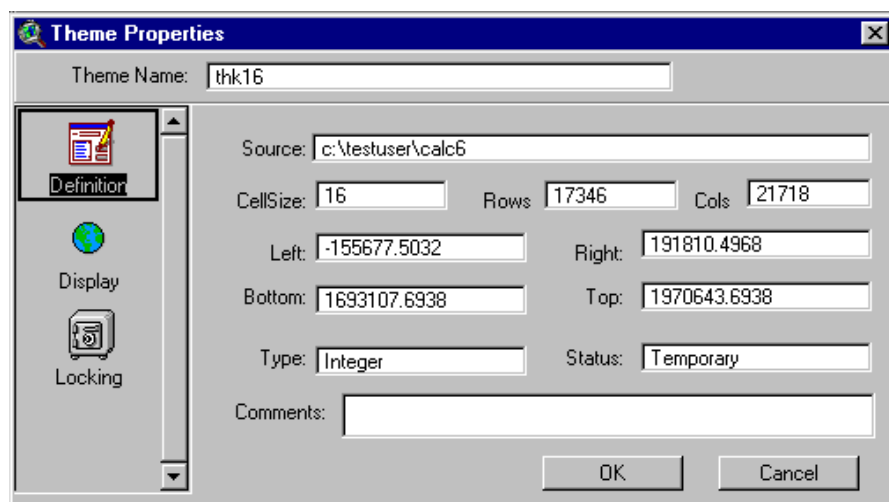 Theme Properties
Theme Name: thk16
Definition
Display
Locking
Source: c:\testuser\calc6
CellSize: 16 Rows 17346 Cols 21718
Left: -155677.5032 Right: 191810.4968
Bottom: 1693107.6938 Top: 1970643.6938
Type: Integer Status: Temporary
Comments:
OK Cancel